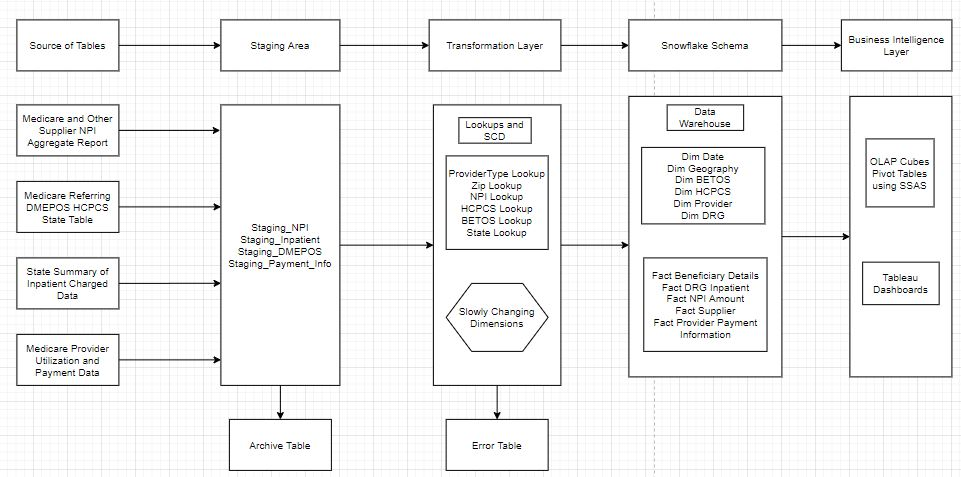 Source of Tables
Staging Area
Transformation Layer
Snowflake Schema
Business Intelligence
Layer
Medicare and Other
Supplier NPI
Aggregate Report
Medicare Referring
DMEPOS HCPCS
State Table
State Summary of
Inpatient Charged
Data
Medicare Provider
Utilization and
Payment Data
Staging_NPI
Staging_Inpatient
Staging_DMEPOS
Staging_Payment_Info
Archive Table
Lookups and
SCD
ProviderType Lookup
Zip Lookup
NPI Lookup
HCPCS Lookup
BETOS Lookup
State Lookup
Slowly Changing
Dimensions
Error Table
Data
Warehouse
Dim Date
Dim Geography
Dim BETOS
Dim HCPCS
Dim Provider
Dim DRG
Fact Beneficiary Details
Fact DRG Inpatient
Fact NPI Amount
Fact Supplier
Fact Provider Payment
Information
OLAP Cubes
Pivot Tables
using SSAS
Tableau
Dashboards